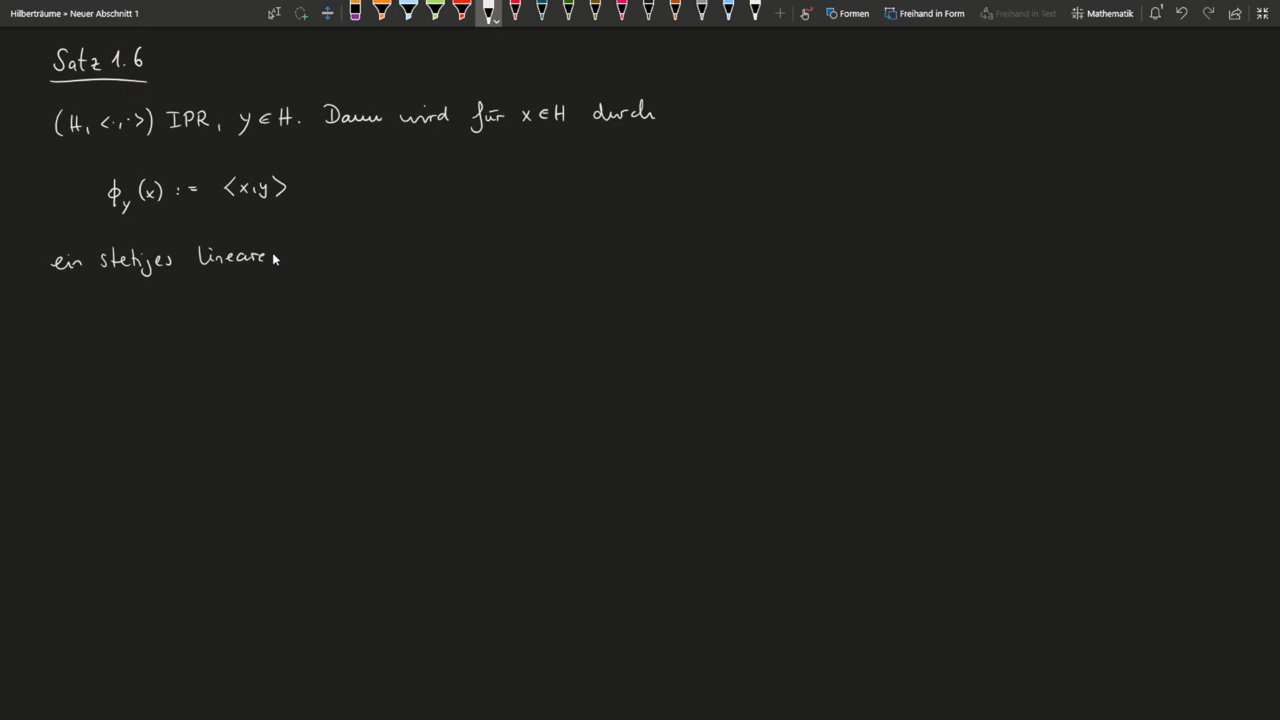 Hilberträume » Neuer Abschnitt 1
Formen
Freihand in Form
Freihand in Text
Mathematik
Satz 1.6
(H, <·,·>) IPR, y ∈ H. Dann wird für x ∈ H durch
ϕ_y (x) := <x,y>
ein stetiges lineare